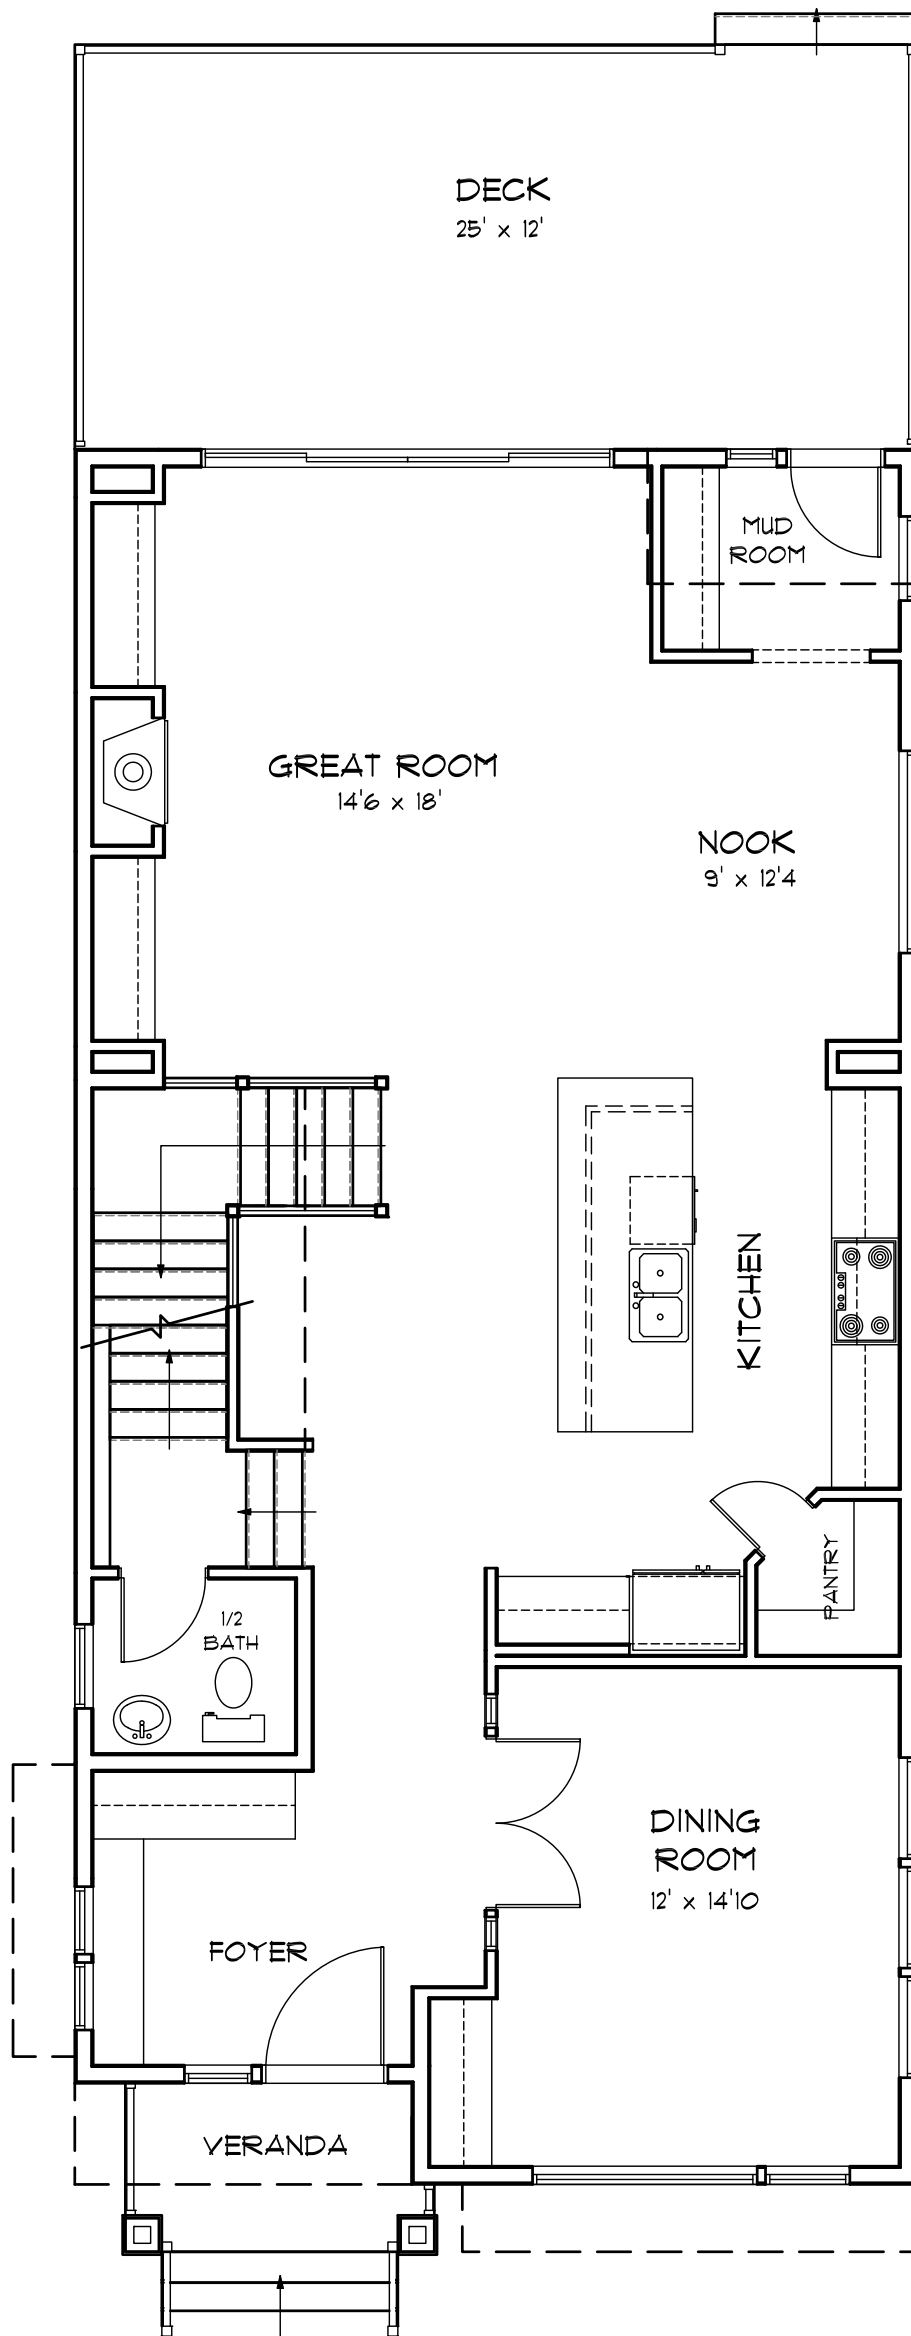 DECK
25' x 12'
MUD
ROOM
GREAT ROOM
14'6 x 18'
NOOK
9' x 12'4
KITCHEN
PANTRY
1/2
BATH
DINING
ROOM
12' x 14'10
FOYER
VERANDA